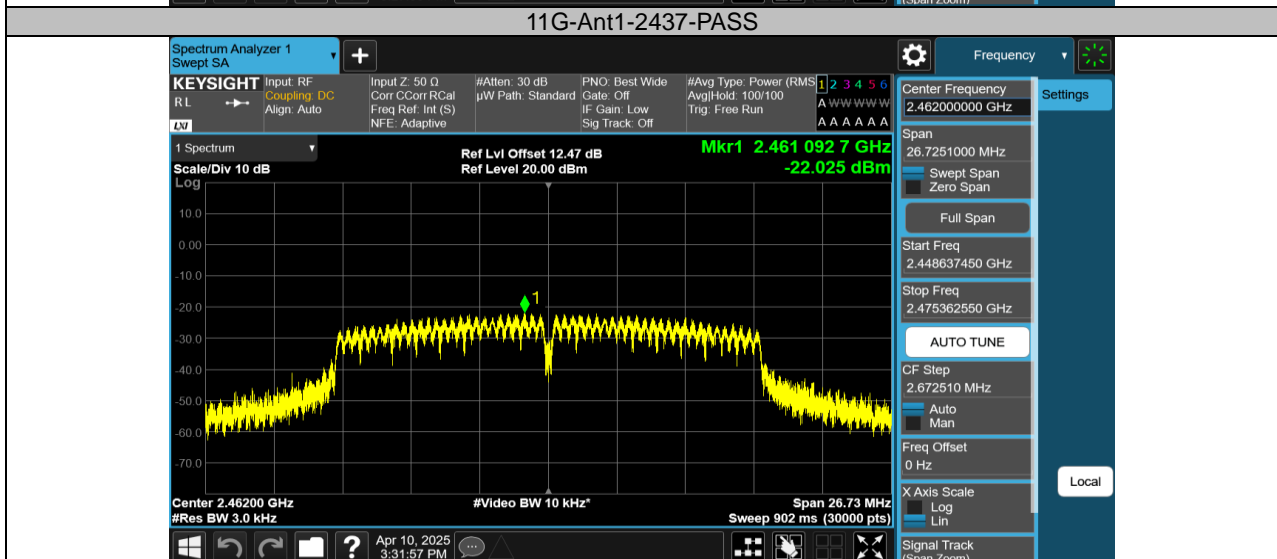 (Span Zoom)
11G-Ant1-2437-PASS
Spectrum Analyzer 1
Swept SA
+
Frequency
KEYSIGHT
R L
LXI
Input: RF
Coupling: DC
Align: Auto
Input Z: 50 Ω
Corr CCorr RCal
Freq Ref: Int (S)
NFE: Adaptive
#Atten: 30 dB
µW Path: Standard
PNO: Best Wide
Gate: Off
IF Gain: Low
Sig Track: Off
#Avg Type: Power (RMS
Avg|Hold: 100/100
Trig: Free Run
1 2 3 4 5 6
A W W W W W
A A A A A A
Center Frequency
2.462000000 GHz
Settings
1 Spectrum
Scale/Div 10 dB
Log
Ref Lvl Offset 12.47 dB
Ref Level 20.00 dBm
Mkr1 2.461 092 7 GHz
-22.025 dBm
Span
26.7251000 MHz
Swept Span
Zero Span
Full Span
Start Freq
2.448637450 GHz
Stop Freq
2.475362550 GHz
AUTO TUNE
CF Step
2.672510 MHz
Auto
Man
Freq Offset
0 Hz
X Axis Scale
Log
Lin
Local
Signal Track
(Span Zoom)
10.0
0.00
-10.0
-20.0
-30.0
-40.0
-50.0
-60.0
-70.0
1
Center 2.46200 GHz
#Res BW 3.0 kHz
#Video BW 10 kHz*
Span 26.73 MHz
Sweep 902 ms (30000 pts)
?
Apr 10, 2025
3:31:57 PM